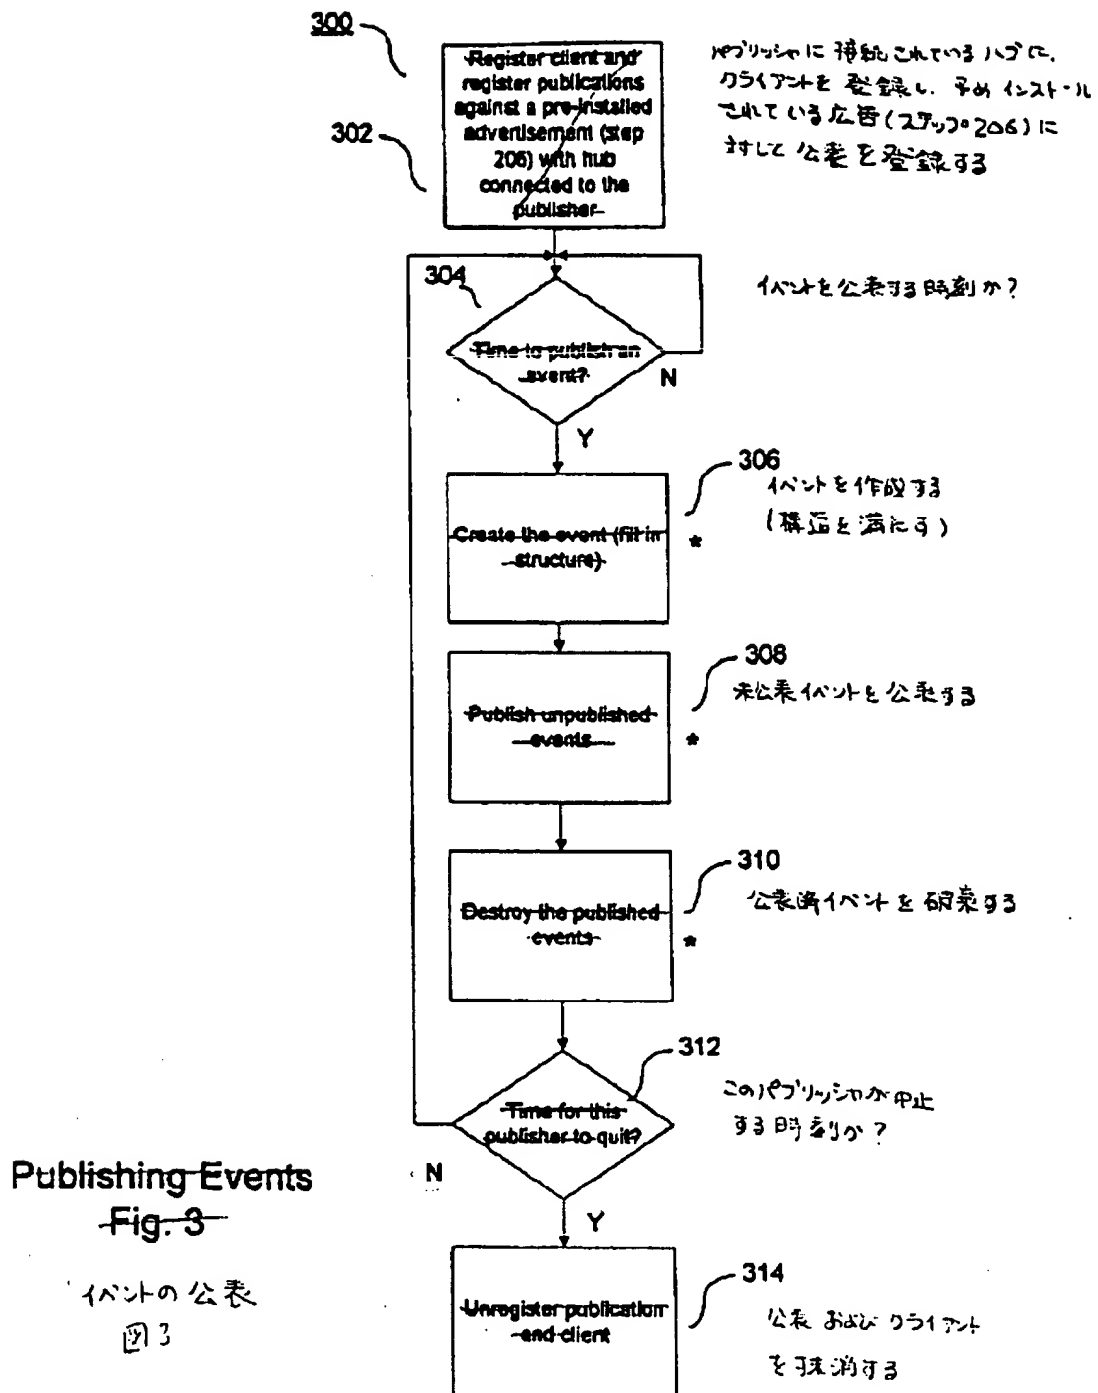 300
Register client and
register publications
against a pre-installed
advertisement (step
206) with hub
connected to the
publisher
302
パブリッシャに接続されているハブに、
クライアントを登録し、予めインストール
されている広告(ステップ206)に
対して公表を登録する
304
Time to publish an
event?
N
Y
イベントを公表する時刻か?
306
イベントを作成する
(構造を満たす)
Create the event (fill in
structure)
*
308
未公表イベントを公表する
Publish unpublished
events
*
310
公表済イベントを破棄する
Destroy the published
events
*
312
このパブリッシャが中止
する時刻か?
Time for this
publisher to quit?
N
Y
Publishing Events
Fig. 3
イベントの公表
図3
314
Unregister publication
and client
公表およびクライアント
を取消する